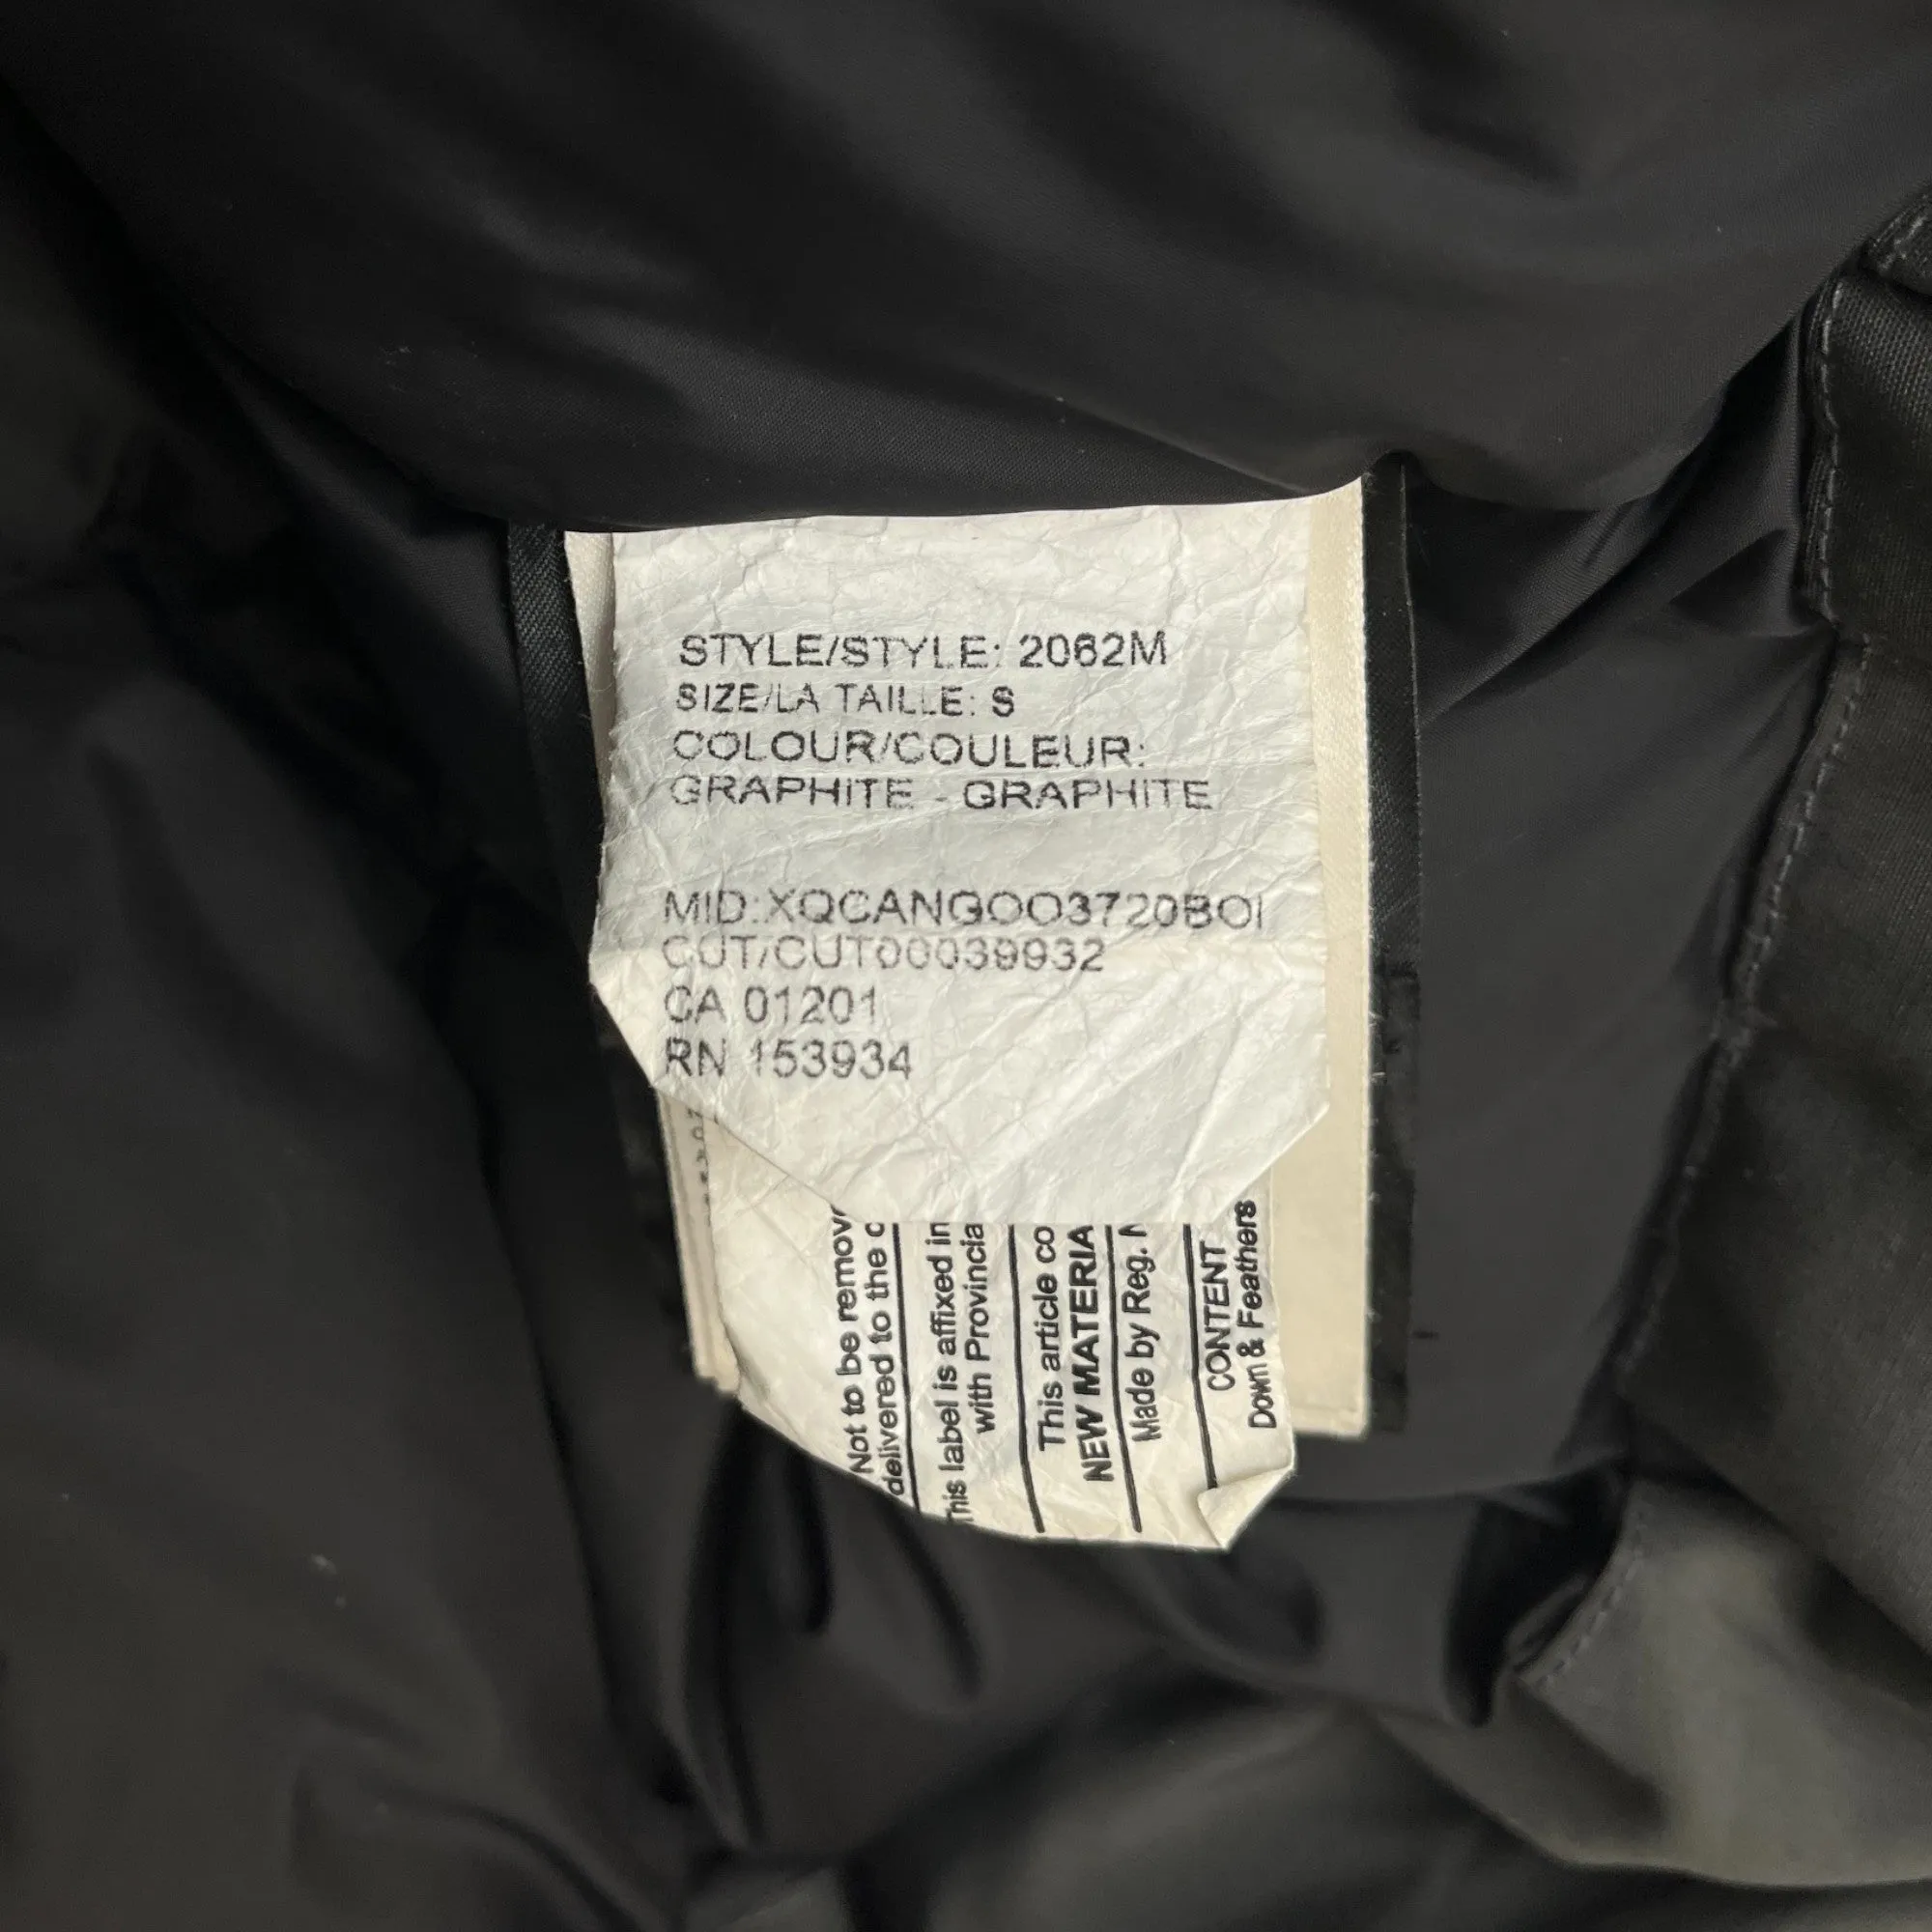 STYLE/STYLE: 2062M
SIZE/LA TAILLE: S
COLOUR/COULEUR:
GRAPHITE - GRAPHITE
MID:XQCANGOO3720BOI
CUT/CUT00039932
CA 01201
RN 153934
Not to be remov
delivered to the
This label is affixed in
with Provincia
This article co
NEW MATERIA
Made by Reg.
CONTENT
Down & Feathers